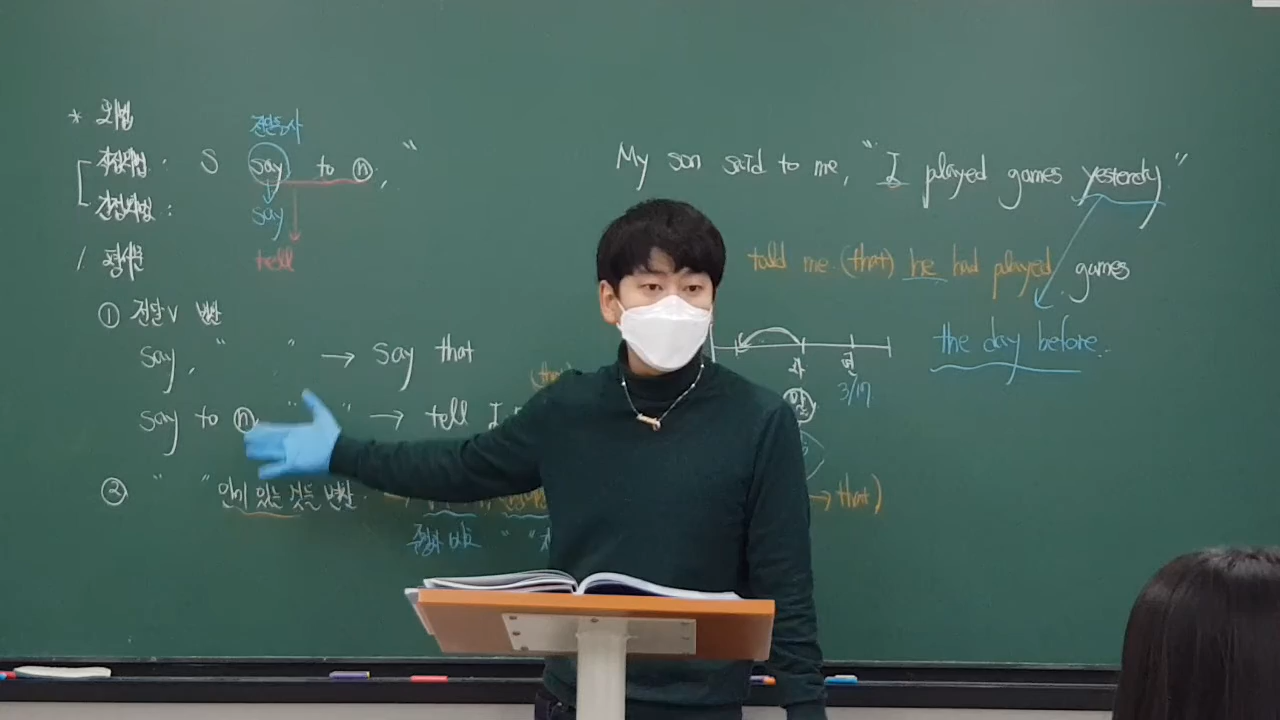 * 화법
전달동사
직접화법 : S say to ⓝ, "
간접화법 : say
tell
1 평서문
① 전달V 변환
say, " " → say that
say to ⓝ " " → tell
② " " 안에 있는 것들 변환 →
→ that)
My son said to me, "I played games yesterday"
told me (that) he had played games
the day before.
과 현
3/17